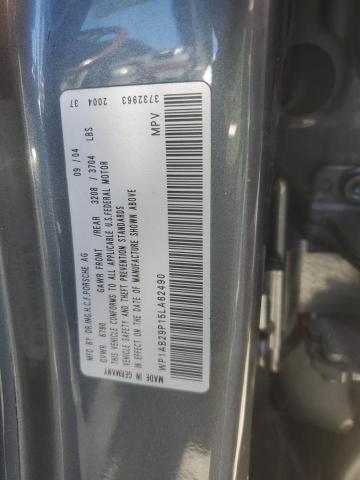 MFD BY: DR.ING.H.C.F.PORSCHE AG 09 / 04
GVWR 6780 GAWR FRONT /REAR 3208 / 3704 LBS
THIS VEHICLE CONFORMS TO ALL APPLICABLE U.S.FEDERAL MOTOR
VEHICLE SAFETY AND THEFT PREVENTION STANDARDS
IN EFFECT ON THE DATE OF MANUFACTURE SHOWN ABOVE
WP1AB29P15LA62490 MPV
MADE IN GERMANY 2004 37 3732963